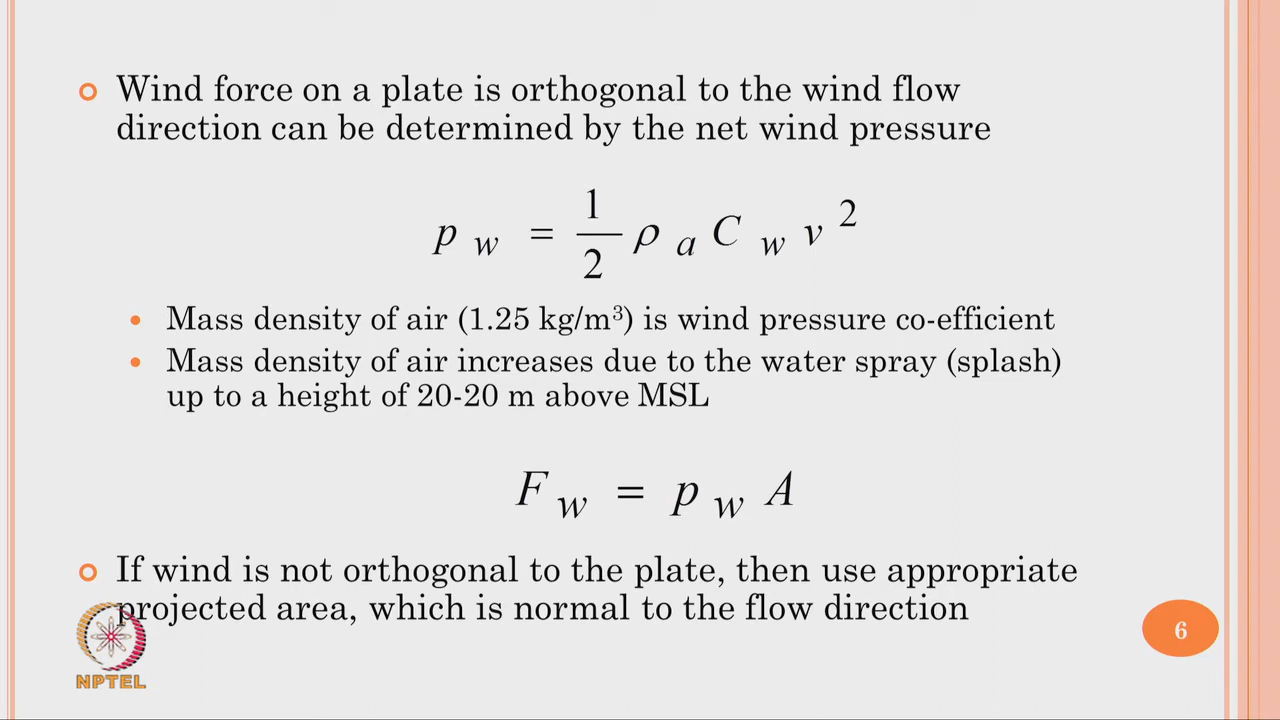 Wind force on a plate is orthogonal to the wind flow
direction can be determined by the net wind pressure
p w = 1/2 ρ a C w v 2
Mass density of air (1.25 kg/m³) is wind pressure co-efficient
Mass density of air increases due to the water spray (splash)
up to a height of 20-20 m above MSL
F w = p w A
If wind is not orthogonal to the plate, then use appropriate
projected area, which is normal to the flow direction
6
NPTEL